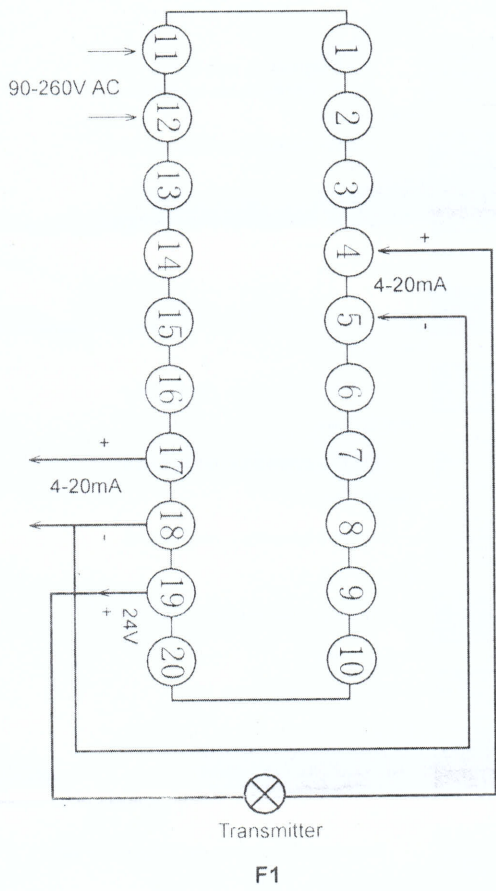 11 1
90-260V AC
12 2
13 3
14 4 +
4-20mA
15 5 -
16 6
+
17 7
4-20mA
18 8
-
19 9
+ 24V
20 10
Transmitter
F1